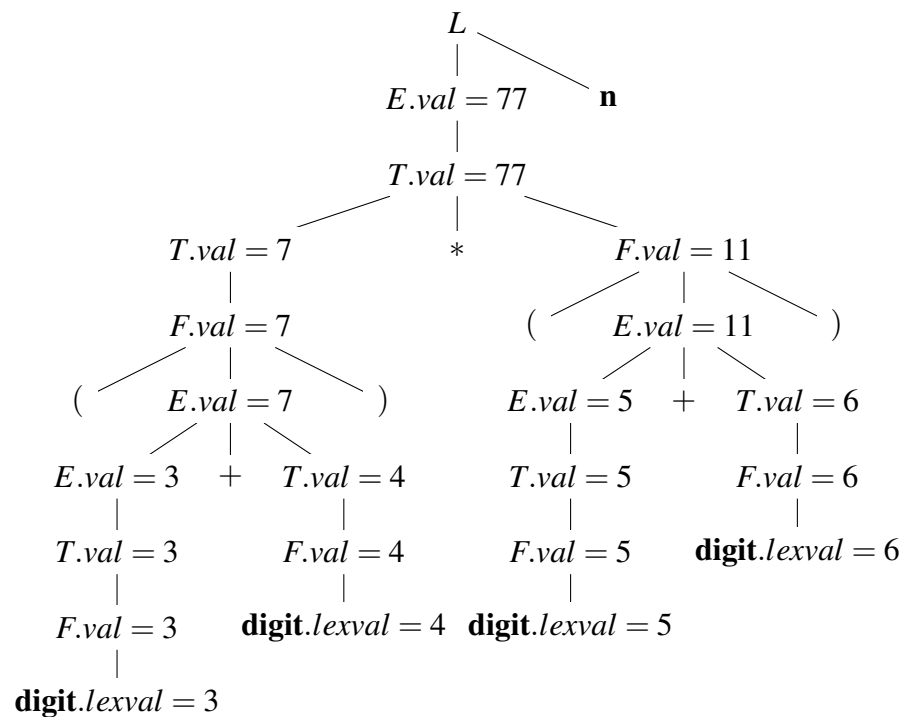 L
E.val = 77 n
T.val = 77
T.val = 7 * F.val = 11
F.val = 7 ( E.val = 11 )
( E.val = 7 ) E.val = 5 + T.val = 6
E.val = 3 + T.val = 4 T.val = 5 F.val = 6
T.val = 3 F.val = 4 F.val = 5 digit.lexval = 6
F.val = 3 digit.lexval = 4 digit.lexval = 5
digit.lexval = 3